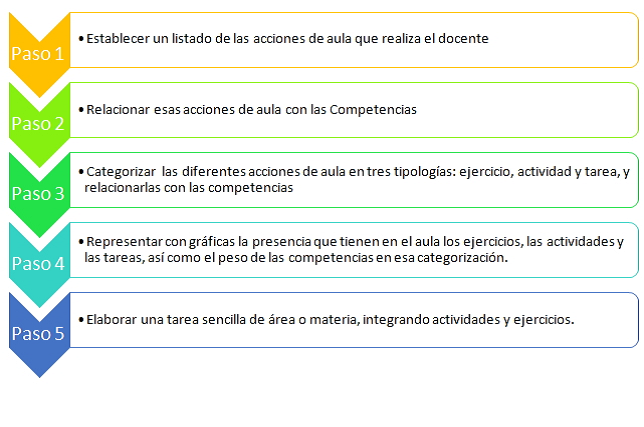 Paso 1
• Establecer un listado de las acciones de aula que realiza el docente
Paso 2
• Relacionar esas acciones de aula con las Competencias
Paso 3
• Categorizar las diferentes acciones de aula en tres tipologías: ejercicio, actividad y tarea, y
relacionarlas con las competencias
Paso 4
• Representar con gráficas la presencia que tienen en el aula los ejercicios, las actividades y
las tareas, así como el peso de las competencias en esa categorización.
Paso 5
• Elaborar una tarea sencilla de área o materia, integrando actividades y ejercicios.